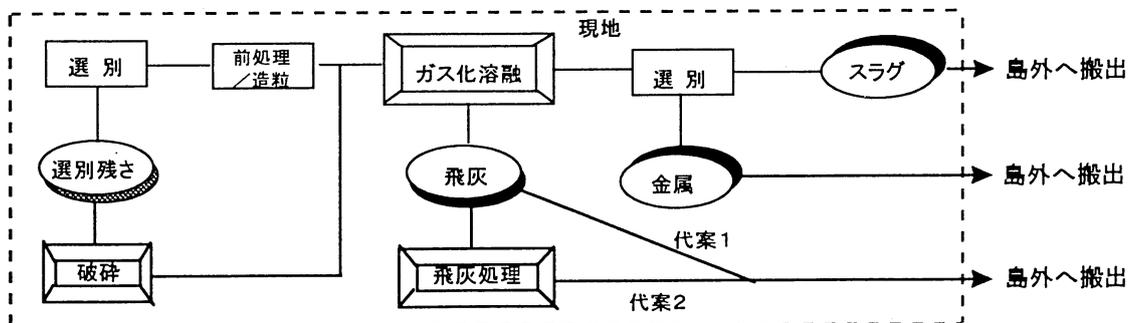 現地
選別
前処理
／造粒
ガス化溶融
選別
スラグ
島外へ搬出
選別残さ
飛灰
金属
島外へ搬出
代案１
破砕
飛灰処理
島外へ搬出
代案２